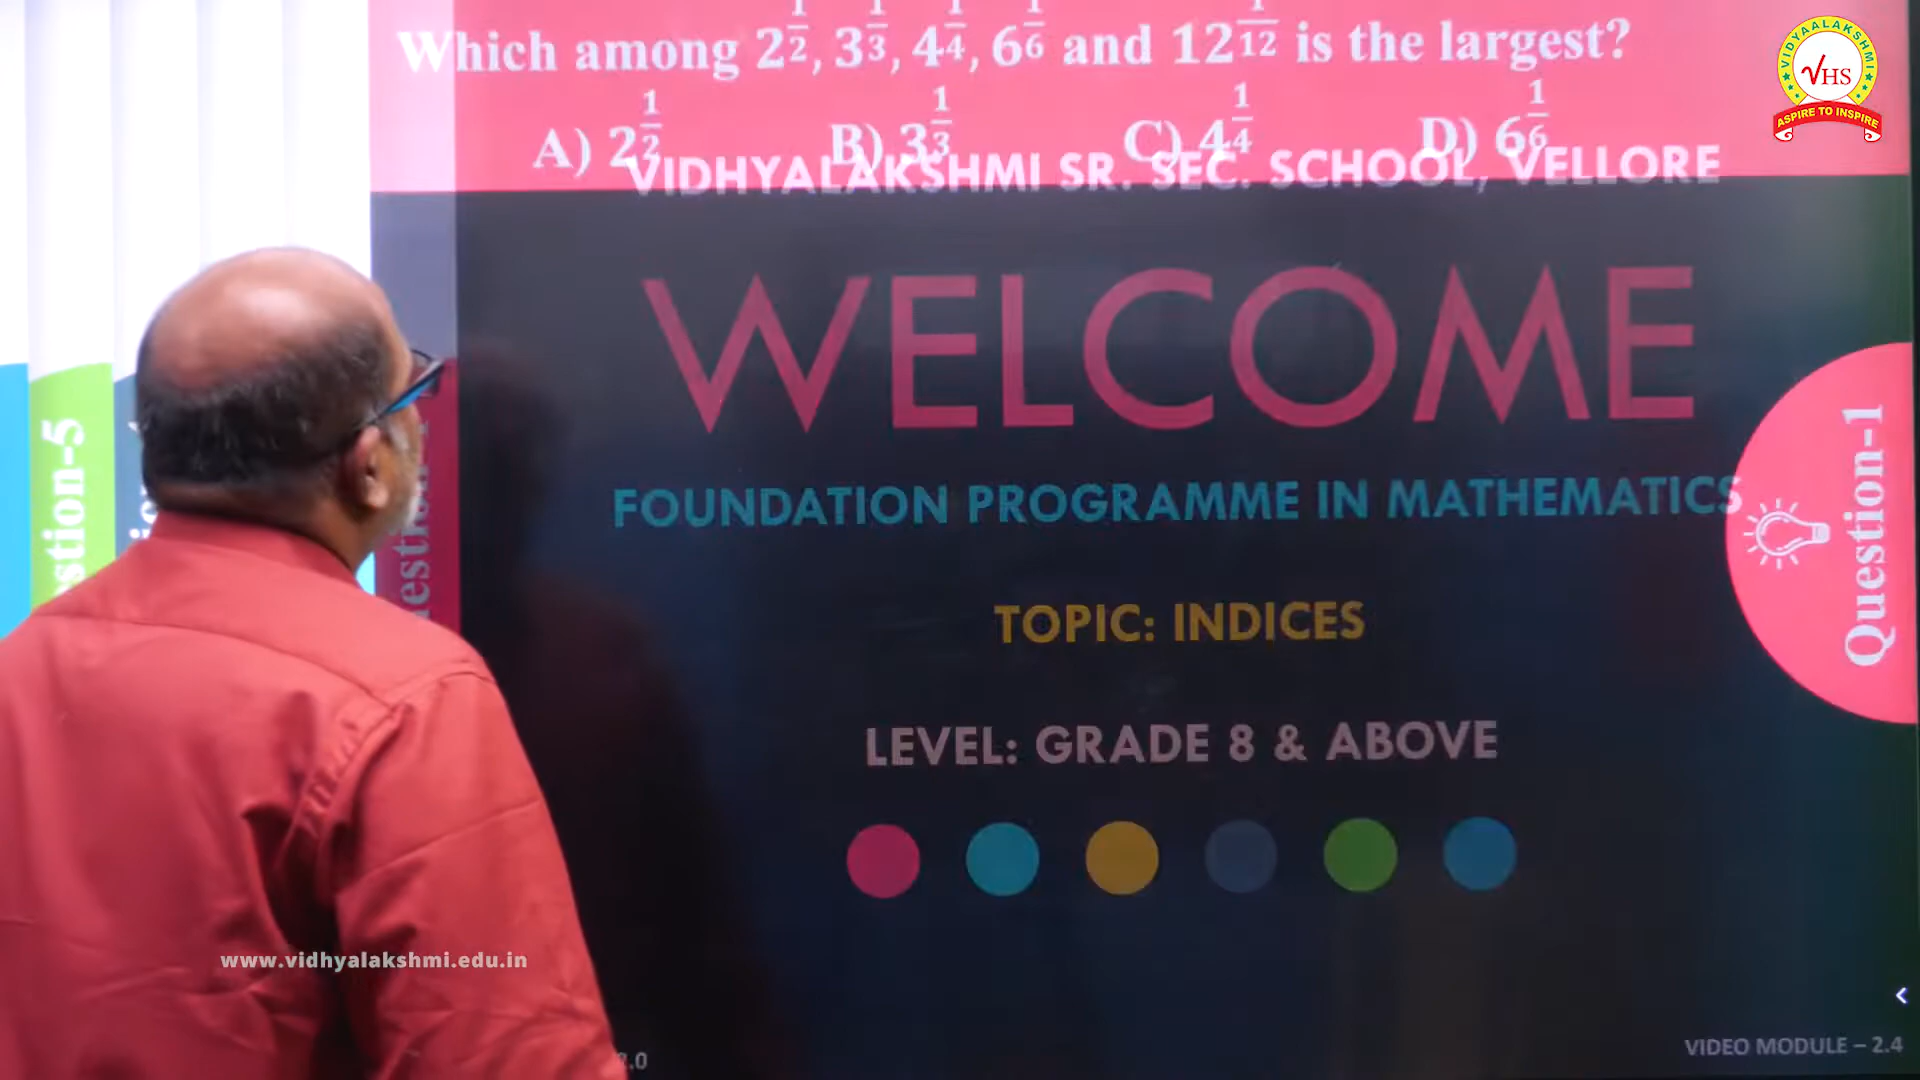 Which among 2^{1/2}, 3^{1/3}, 4^{1/4}, 6^{1/6} and 12^{1/12} is the largest?
A) 2^{1/2} B) 3^{1/3} C) 4^{1/4} D) 6^{1/6}
VIDHYALAKSHMI SR. SEC. SCHOOL, VELLORE
WELCOME
FOUNDATION PROGRAMME IN MATHEMATICS
TOPIC: INDICES
LEVEL: GRADE 8 & ABOVE
Question-1
stion-5
estion-1
VIDYAALAKSHMI
VHS
ASPIRE TO INSPIRE
www.vidhyalakshmi.edu.in
VIDEO MODULE – 2.4